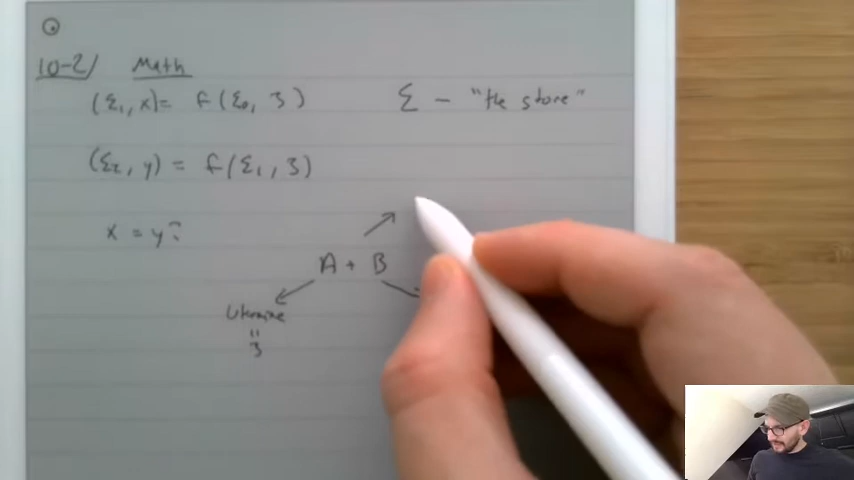 10-2/ Math
(Σ₁, x) = f(Σ₀, 3)
Σ - "the store"
(Σ₂, y) = f(Σ₁, 3)
x = y?
A + B
Ukraine
"
3